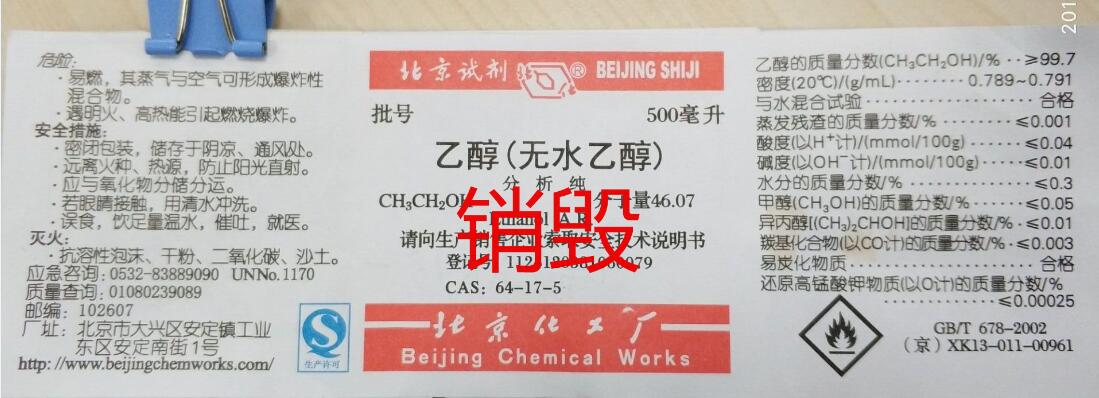 危险:
· 易燃，其蒸气与空气可形成爆炸性
混合物。
· 遇明火、高热能引起燃烧爆炸。
安全措施:
· 密闭包装，储存于阴凉、通风处。
· 远离火种、热源，防止阳光直射。
· 应与氧化物分储分运。
· 若眼睛接触，用清水冲洗。
· 误食，饮足量温水，催吐，就医。
灭火:
· 抗溶性泡沫、干粉、二氧化碳、沙土。
应急咨询: 0532-83889090 UNNo.1170
质量查询: 01080239089
邮编: 102607
厂址: 北京市大兴区安定镇工业
东区安定南街1号
http://www.beijingchemworks.com/
生产许可
北京试剂 ® BEIJING SHIJI
批号 500毫升
乙醇(无水乙醇)
分析纯
CH₃CH₂OH 分子量46.07
Ethanol A.R
请向生产销售企业索取安全技术说明书
登记号
CAS: 64-17-5
销毁
北京化工厂
Beijing Chemical Works
乙醇的质量分数(CH₃CH₂OH)/% ·· ≥99.7
密度(20℃)/(g/mL) ·········· 0.789~0.791
与水混合试验 ·················· 合格
蒸发残渣的质量分数/% ·········· ≤0.001
酸度(以H⁺计)/(mmol/100g) ······ ≤0.04
碱度(以OH⁻计)/(mmol/100g) ···· ≤0.01
水分的质量分数/% ·············· ≤0.3
甲醇(CH₃OH)的质量分数/% ······ ≤0.05
异丙醇[(CH₃)₂CHOH]的质量分数/% · ≤0.01
羰基化合物(以CO计)的质量分数/% · ≤0.003
易炭化物质 ···················· 合格
还原高锰酸钾物质(以O计)的质量分数/%
·························· ≤0.00025
GB/T 678-2002
(京) XK13-011-00961
201